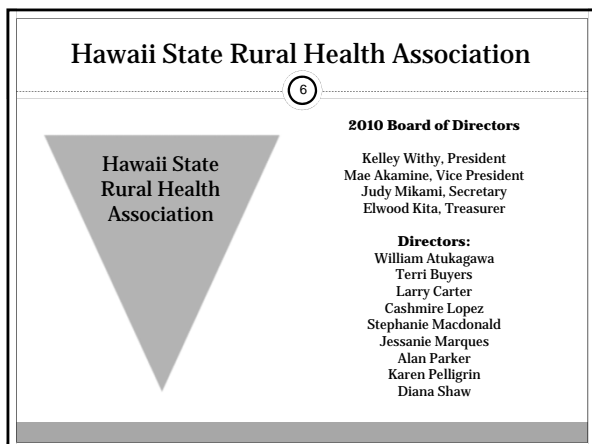 Hawaii State Rural Health Association
6
Hawaii State
Rural Health
Association
2010 Board of Directors
Kelley Withy, President
Mae Akamine, Vice President
Judy Mikami, Secretary
Elwood Kita, Treasurer
Directors:
William Atukagawa
Terri Buyers
Larry Carter
Cashmire Lopez
Stephanie Macdonald
Jessanie Marques
Alan Parker
Karen Pelligrin
Diana Shaw